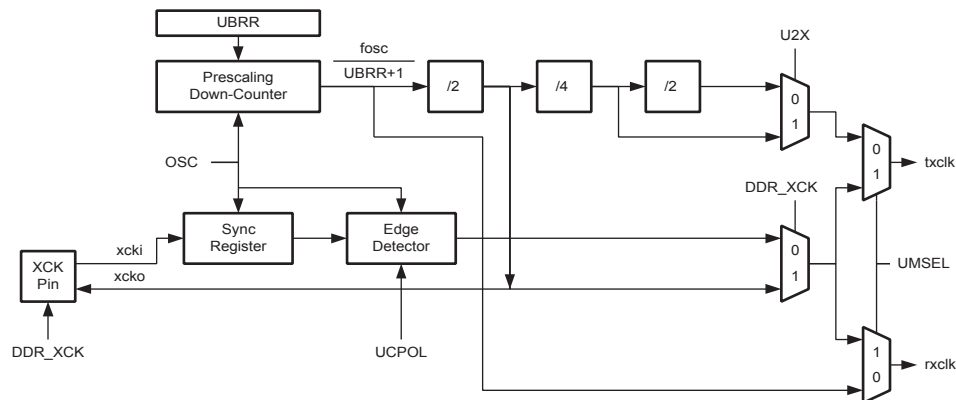 UBRR
U2X
fosc
Prescaling
Down-Counter
UBRR+1
/2
/4
/2
0
1
OSC
0
1
txclk
DDR_XCK
Sync
Register
Edge
Detector
xcki
0
1
XCK
Pin
xcko
UMSEL
DDR_XCK
UCPOL
1
0
rxclk